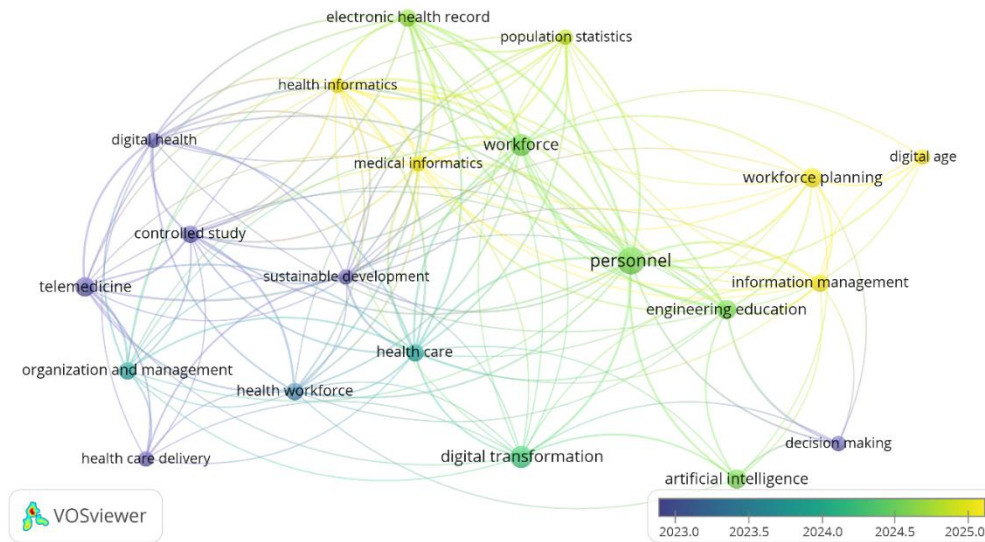 electronic health record
population statistics
health informatics
digital health
workforce
medical informatics
digital age
workforce planning
controlled study
personnel
sustainable development
telemedicine
information management
engineering education
health care
organization and management
health workforce
decision making
health care delivery
digital transformation
artificial intelligence
VOSviewer
2023.0 2023.5 2024.0 2024.5 2025.0